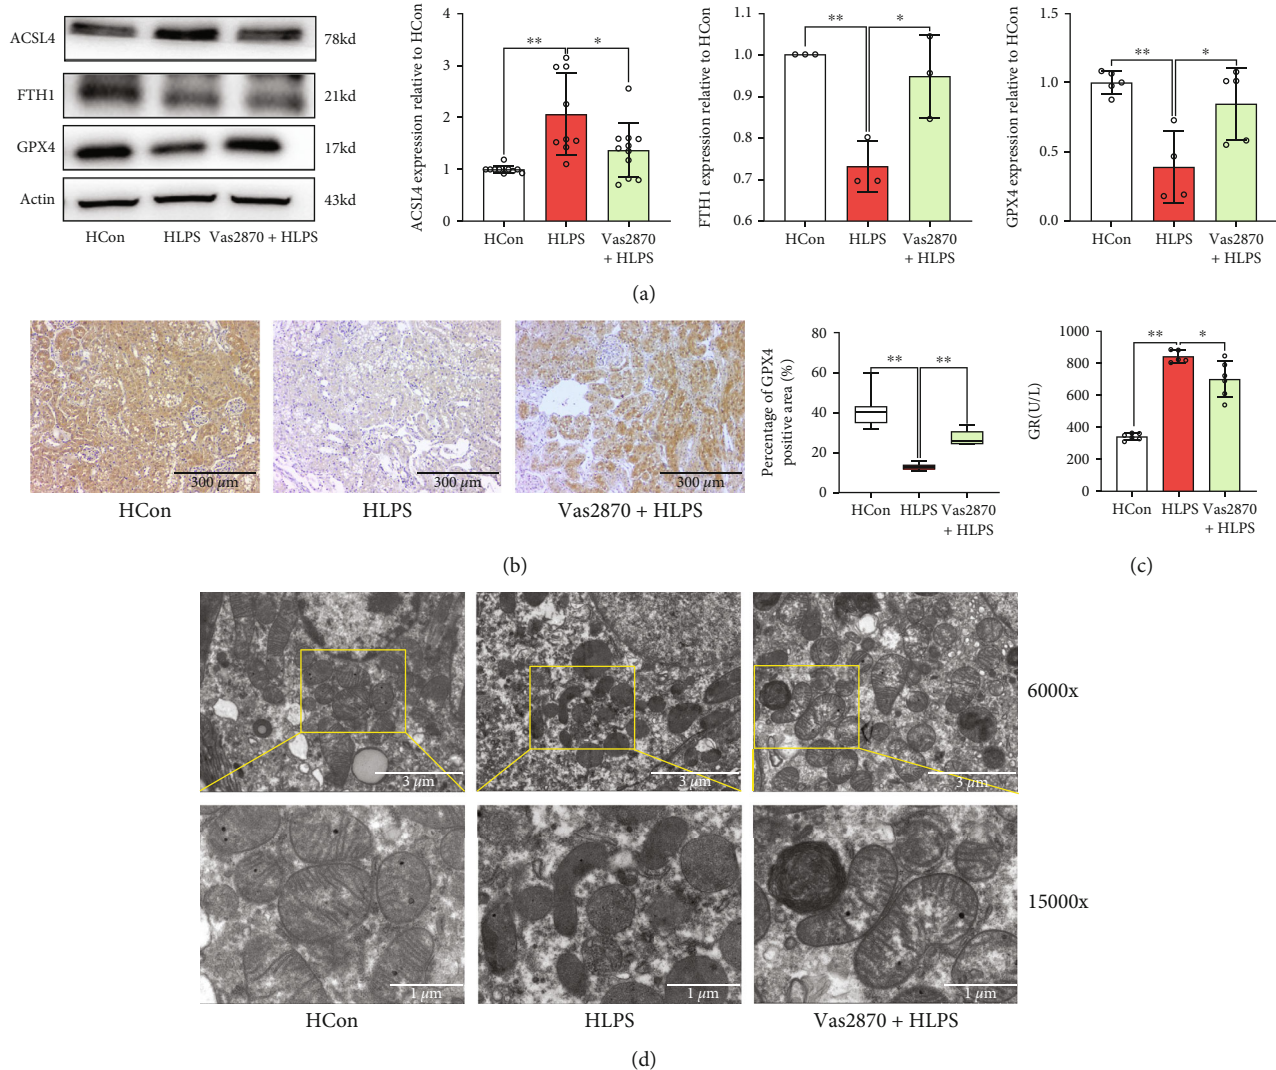 ACSL4
78kd
FTH1
21kd
GPX4
17kd
Actin
43kd
HCon HLPS Vas2870 + HLPS
ACSL4 expression relative to HCon
4
3
2
1
0
** *
HCon HLPS Vas2870
+ HLPS
FTH1 expression relative to HCon
1.1
1.0
0.9
0.8
0.7
0.6
** *
HCon HLPS Vas2870
+ HLPS
GPX4 expression relative to HCon
1.5
1.0
0.5
0.0
** *
HCon HLPS Vas2870
+ HLPS
(a)
300 µm
300 µm
300 µm
HCon
HLPS
Vas2870 + HLPS
Percentage of GPX4
positive area (%)
80
60
40
20
0
** **
HCon HLPS Vas2870
+ HLPS
(b)
GR(U/L)
1000
800
600
400
200
0
** *
HCon HLPS Vas2870
+ HLPS
(c)
3 µm
3 µm
3 µm
6000x
1 µm
1 µm
1 µm
15000x
HCon
HLPS
Vas2870 + HLPS
(d)